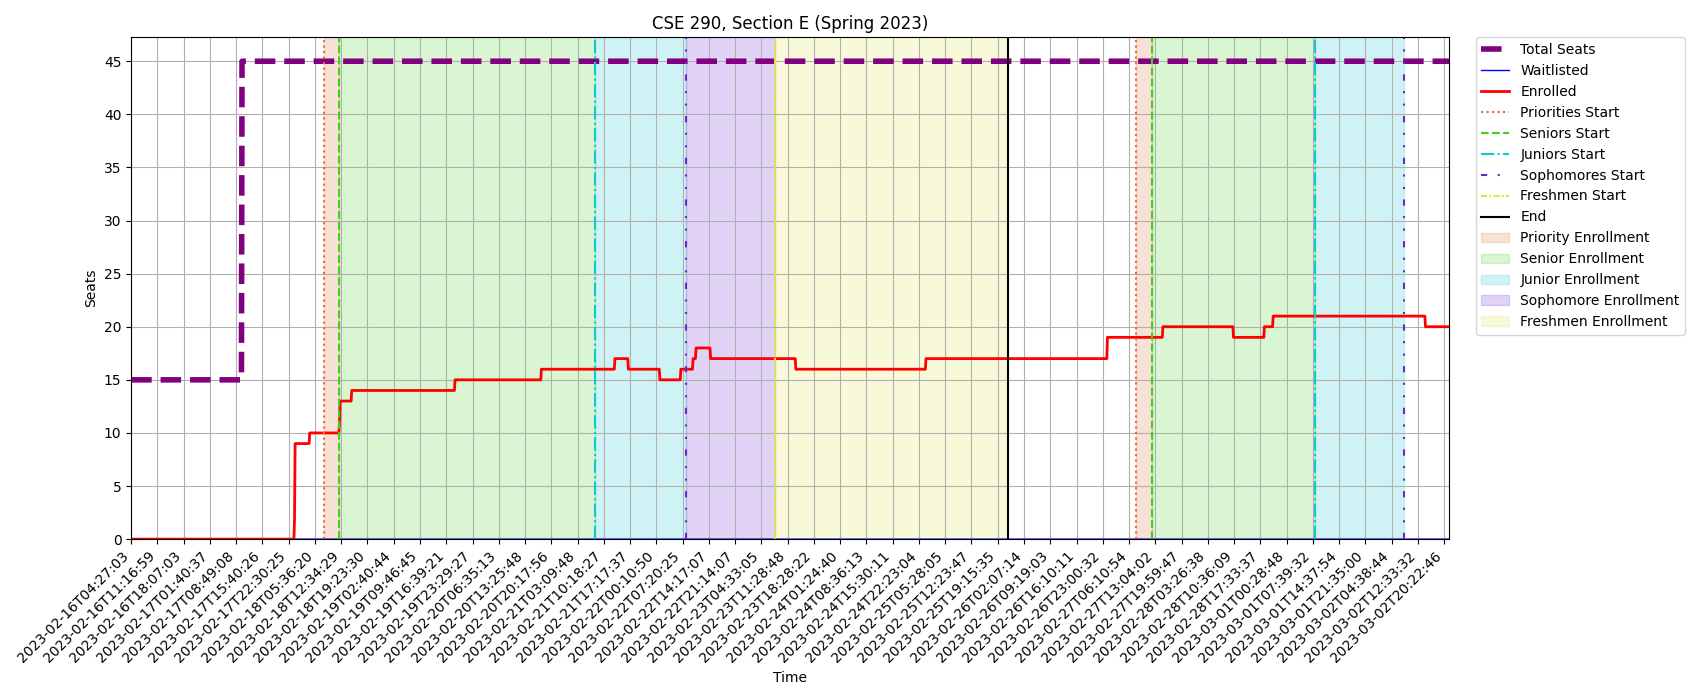 CSE 290, Section E (Spring 2023)
Seats
45
40
35
30
25
20
15
10
5
0
2023-02-16T04:27:03
2023-02-16T11:16:59
2023-02-16T18:07:03
2023-02-17T01:40:37
2023-02-17T08:49:08
2023-02-17T15:40:26
2023-02-17T22:30:25
2023-02-18T05:36:20
2023-02-18T12:34:29
2023-02-18T19:23:30
2023-02-19T02:40:44
2023-02-19T09:46:45
2023-02-19T16:39:21
2023-02-19T23:29:27
2023-02-20T06:35:13
2023-02-20T13:25:48
2023-02-20T20:17:56
2023-02-21T03:09:48
2023-02-21T10:18:27
2023-02-21T17:17:37
2023-02-22T00:10:50
2023-02-22T07:20:25
2023-02-22T14:17:07
2023-02-22T21:14:07
2023-02-23T04:33:05
2023-02-23T11:28:48
2023-02-23T18:28:22
2023-02-24T01:24:40
2023-02-24T08:36:13
2023-02-24T15:30:11
2023-02-24T22:23:04
2023-02-25T05:28:05
2023-02-25T12:23:47
2023-02-25T19:15:35
2023-02-26T02:07:14
2023-02-26T09:19:03
2023-02-26T16:10:11
2023-02-26T23:00:32
2023-02-27T06:10:54
2023-02-27T13:04:02
2023-02-27T19:59:47
2023-02-28T03:26:38
2023-02-28T10:36:09
2023-02-28T17:33:37
2023-03-01T00:28:48
2023-03-01T07:39:32
2023-03-01T14:37:54
2023-03-01T21:35:00
2023-03-02T04:38:44
2023-03-02T12:33:32
2023-03-02T20:22:46
Time
Total Seats
Waitlisted
Enrolled
Priorities Start
Seniors Start
Juniors Start
Sophomores Start
Freshmen Start
End
Priority Enrollment
Senior Enrollment
Junior Enrollment
Sophomore Enrollment
Freshmen Enrollment